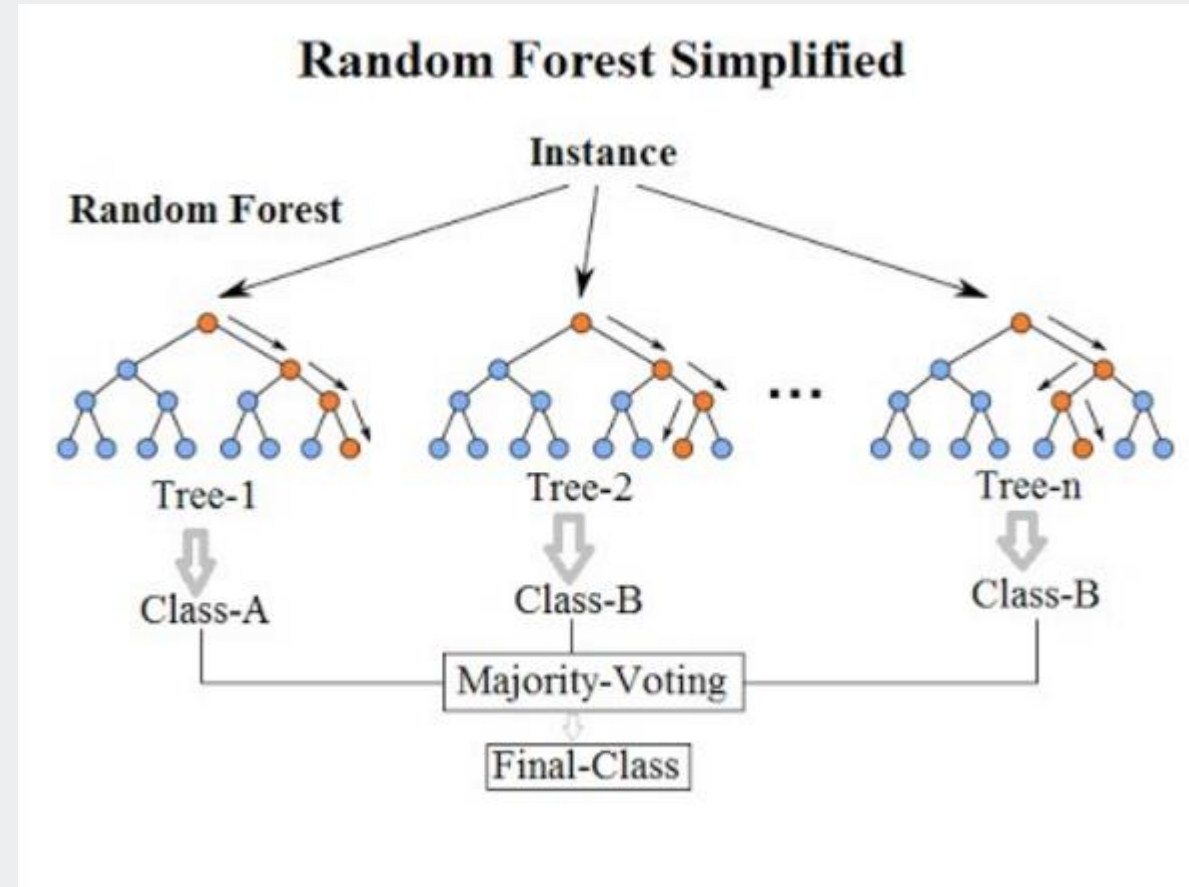 Random Forest Simplified
Instance
Random Forest
...
Tree-1
Tree-2
Tree-n
Class-A
Class-B
Class-B
Majority-Voting
Final-Class